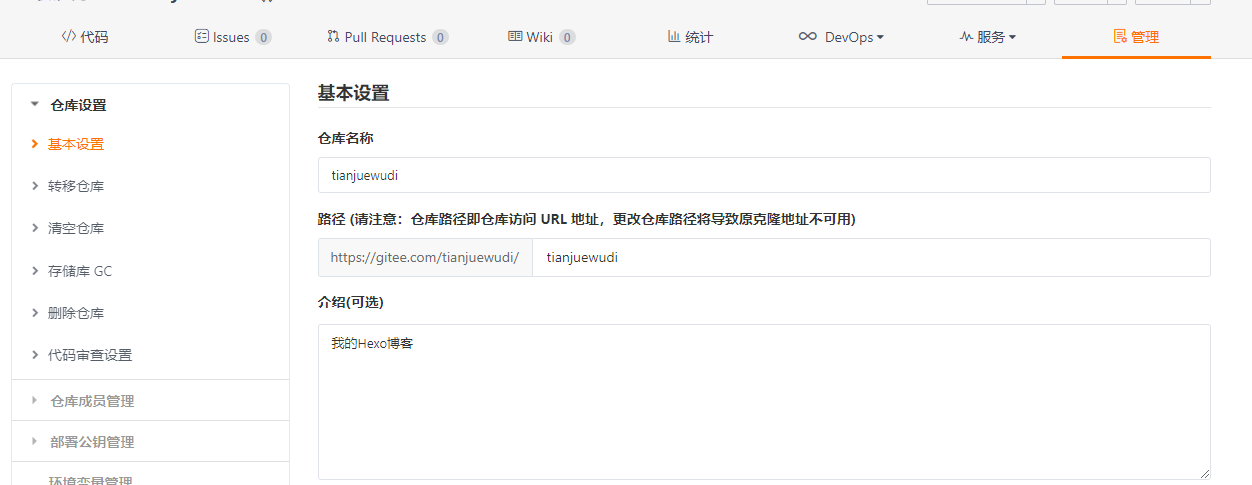 代码
Issues 0
Pull Requests 0
Wiki 0
统计
DevOps
服务
管理
仓库设置
基本设置
转移仓库
清空仓库
存储库 GC
删除仓库
代码审查设置
仓库成员管理
部署公钥管理
环境变量管理
基本设置
仓库名称
tianjuewudi
路径 (请注意：仓库路径即仓库访问 URL 地址，更改仓库路径将导致原克隆地址不可用)
https://gitee.com/tianjuewudi/ tianjuewudi
介绍(可选)
我的Hexo博客